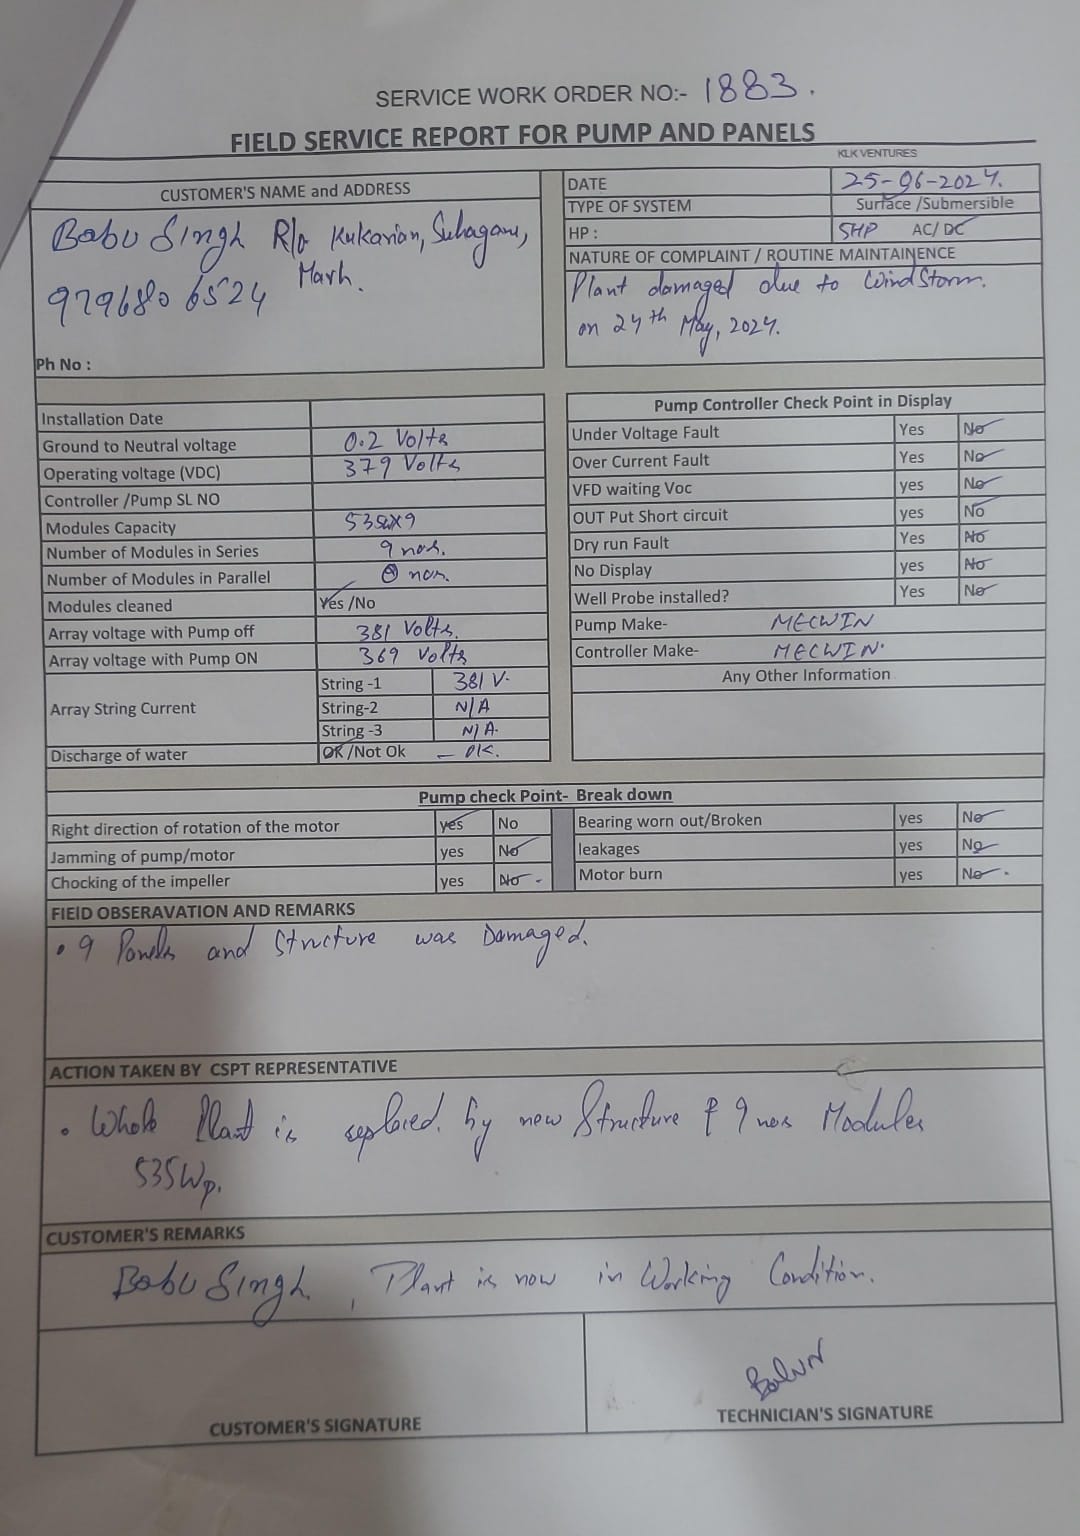 SERVICE WORK ORDER NO:- 1883.
FIELD SERVICE REPORT FOR PUMP AND PANELS
KLK VENTURES
CUSTOMER'S NAME and ADDRESS
Babu Singh R/o Kukarian, Suhagani,
Marh.
9796806524
Ph No :
DATE 25-06-2024.
TYPE OF SYSTEM Surface /Submersible
HP : 5HP AC/ DC
NATURE OF COMPLAINT / ROUTINE MAINTAINENCE
Plant damaged due to Wind Storm.
on 24th May, 2024.
Installation Date
Ground to Neutral voltage 0.2 Volts
Operating voltage (VDC) 379 Volts
Controller /Pump SL NO
Modules Capacity 535x9
Number of Modules in Series 9 nos.
Number of Modules in Parallel 0 nos.
Modules cleaned Yes /No
Array voltage with Pump off 381 Volts.
Array voltage with Pump ON 369 Volts
Array String Current
String -1 381 V.
String-2 N/A
String -3 N/A.
Discharge of water OK /Not Ok – OK.
Pump Controller Check Point in Display
Under Voltage Fault Yes No
Over Current Fault Yes No
VFD waiting Voc yes No
OUT Put Short circuit yes No
Dry run Fault Yes No
No Display yes No
Well Probe installed? Yes No
Pump Make- MECWIN
Controller Make- MECWIN.
Any Other Information
Pump check Point- Break down
Right direction of rotation of the motor yes No
Jamming of pump/motor yes No
Chocking of the impeller yes No
Bearing worn out/Broken yes No
leakages yes No
Motor burn yes No
FIElD OBSERAVATION AND REMARKS
• 9 Panels and Structure was Damaged.
ACTION TAKEN BY CSPT REPRESENTATIVE
• Whole Plant is replaced. by new Structure & 9 nos Modules
535Wp.
CUSTOMER'S REMARKS
Babu Singh, Plant is now in Working Condition.
CUSTOMER'S SIGNATURE
TECHNICIAN'S SIGNATURE